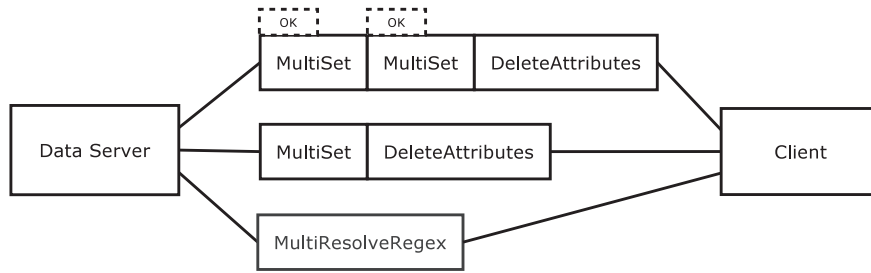 OK OK
MultiSet MultiSet DeleteAttributes
Data Server MultiSet DeleteAttributes Client
MultiResolveRegex